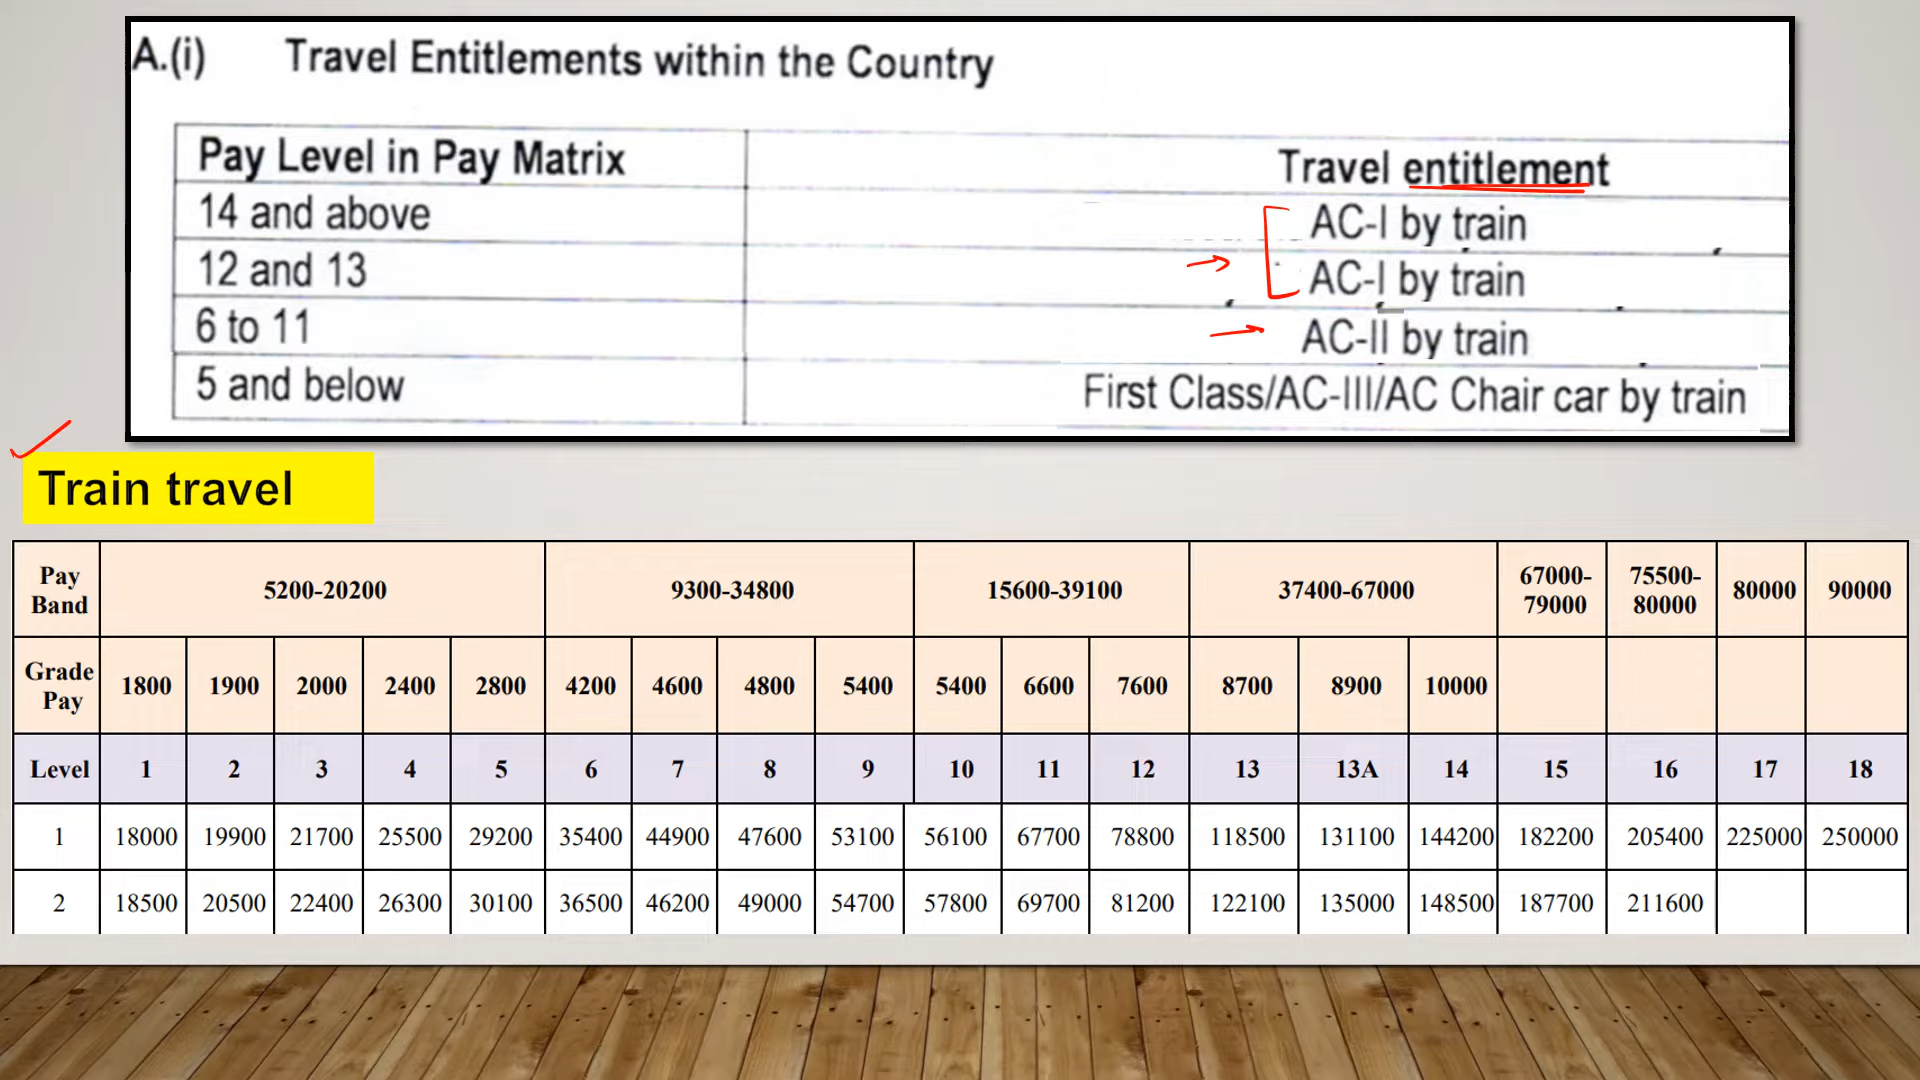 A.(i) Travel Entitlements within the Country
Pay Level in Pay Matrix Travel entitlement
14 and above AC-I by train
12 and 13 AC-I by train
6 to 11 AC-II by train
5 and below First Class/AC-III/AC Chair car by train
Train travel
Pay Band 5200-20200 9300-34800 15600-39100 37400-67000 67000-79000 75500-80000 80000 90000
Grade Pay 1800 1900 2000 2400 2800 4200 4600 4800 5400 5400 6600 7600 8700 8900 10000
Level 1 2 3 4 5 6 7 8 9 10 11 12 13 13A 14 15 16 17 18
1 18000 19900 21700 25500 29200 35400 44900 47600 53100 56100 67700 78800 118500 131100 144200 182200 205400 225000 250000
2 18500 20500 22400 26300 30100 36500 46200 49000 54700 57800 69700 81200 122100 135000 148500 187700 211600